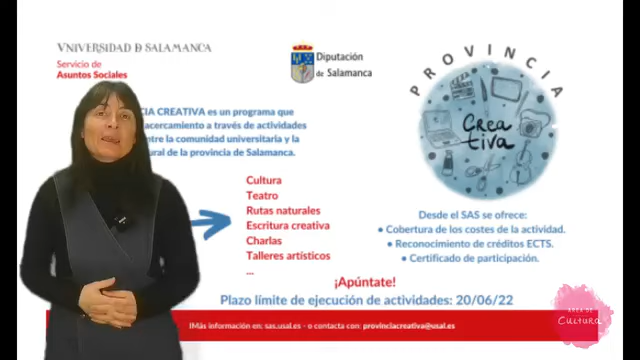 VNiVERSiDAD Ð SALAMANCA
Servicio de
Asuntos Sociales
Diputación
de Salamanca
PROVINCIA
Crea
tiva
CIA CREATIVA es un programa que
acercamiento a través de actividades
entre la comunidad universitaria y la
ural de la provincia de Salamanca.
Cultura
Teatro
Rutas naturales
Escritura creativa
Charlas
Talleres artísticos
...
Desde el SAS se ofrece:
• Cobertura de los costes de la actividad.
• Reconocimiento de créditos ECTS.
• Certificado de participación.
¡Apúntate!
Plazo límite de ejecución de actividades: 20/06/22
IMás información en: sas.usal.es - o contacta con: provinciacreativa@usal.es
ÁREA DE
Cultura